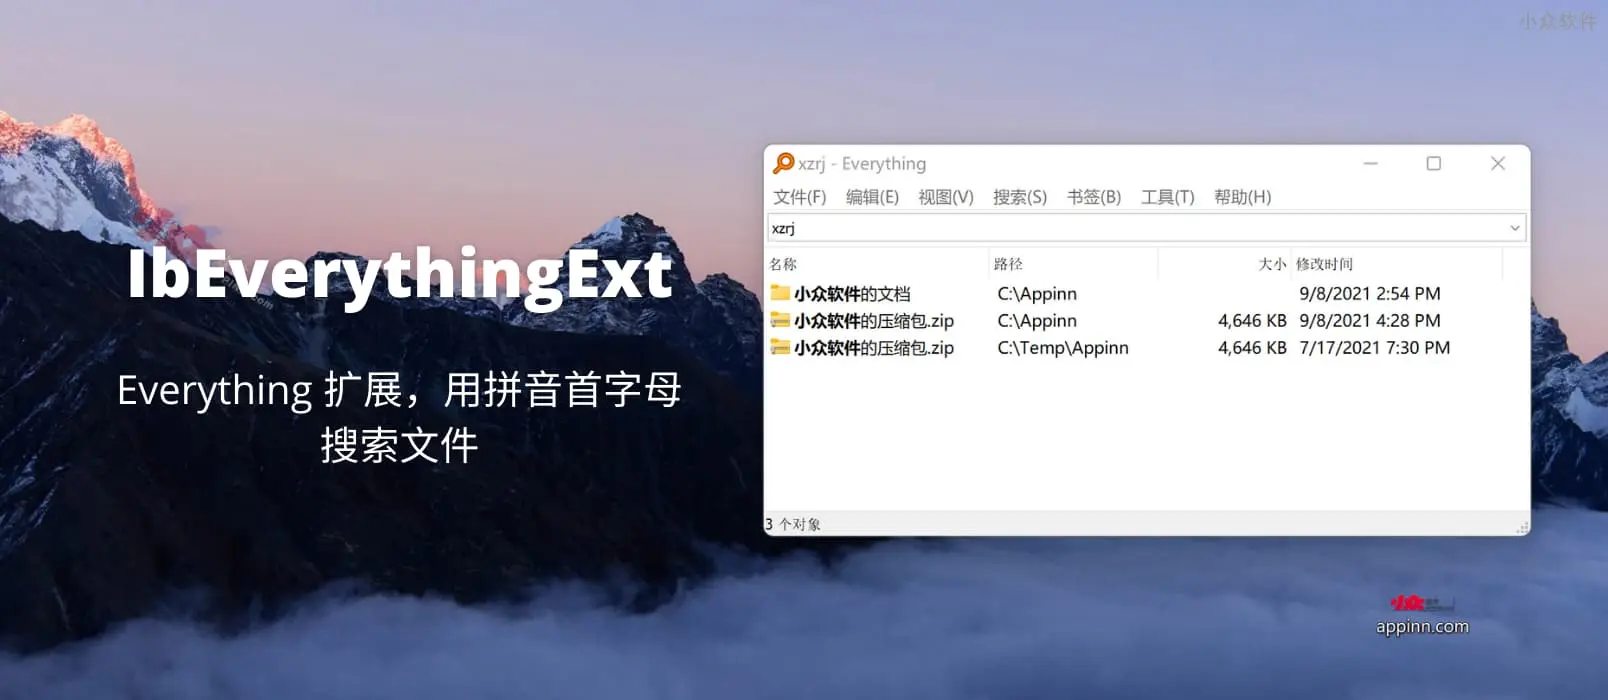 小众软件
IbEverythingExt
Everything 扩展，用拼音首字母
搜索文件
xzrj - Everything
文件(F) 编辑(E) 视图(V) 搜索(S) 书签(B) 工具(T) 帮助(H)
xzrj
名称 路径 大小 修改时间
小众软件的文档 C:\Appinn 9/8/2021 2:54 PM
小众软件的压缩包.zip C:\Appinn 4,646 KB 9/8/2021 4:28 PM
小众软件的压缩包.zip C:\Temp\Appinn 4,646 KB 7/17/2021 7:30 PM
3 个对象
小众
appinn.com